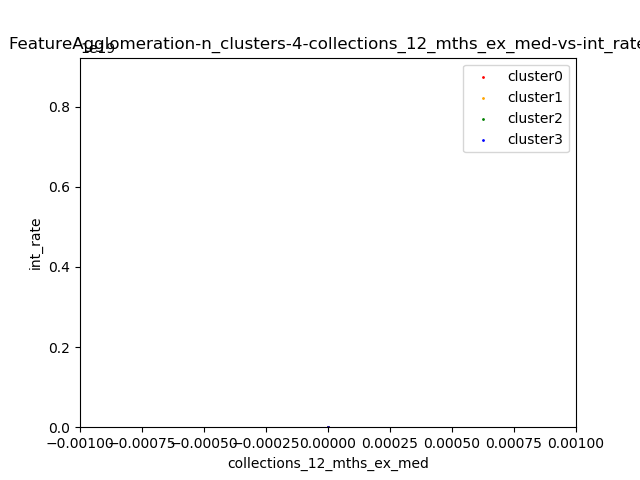 FeatureAgglomeration-n_clusters-4-collections_12_mths_ex_med-vs-int_rate
1e19
cluster0
cluster1
cluster2
cluster3
0.8
0.6
0.4
0.2
0.0
int_rate
−0.00100 −0.00075 −0.00050 −0.00025 0.00000 0.00025 0.00050 0.00075 0.00100
collections_12_mths_ex_med